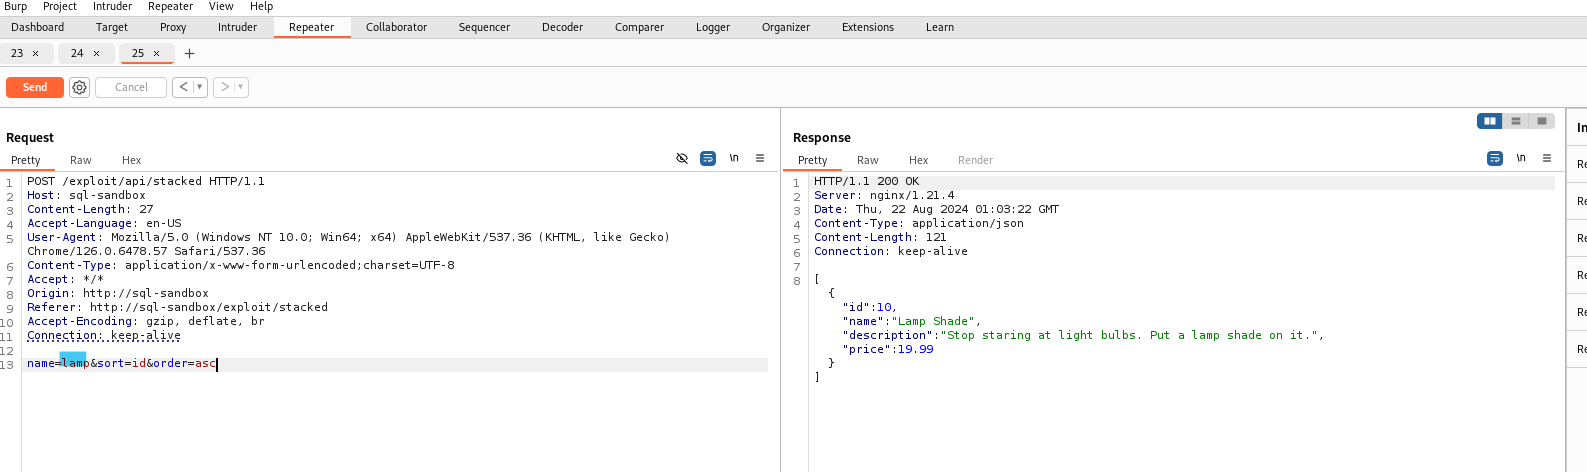 Burp Project Intruder Repeater View Help
Dashboard Target Proxy Intruder Repeater Collaborator Sequencer Decoder Comparer Logger Organizer Extensions Learn
23 × 24 × 25 × +
Send Cancel < ▾ > ▾
Request
Pretty Raw Hex \n
1 POST /exploit/api/stacked HTTP/1.1
2 Host: sql-sandbox
3 Content-Length: 27
4 Accept-Language: en-US
5 User-Agent: Mozilla/5.0 (Windows NT 10.0; Win64; x64) AppleWebKit/537.36 (KHTML, like Gecko)
Chrome/126.0.6478.57 Safari/537.36
6 Content-Type: application/x-www-form-urlencoded;charset=UTF-8
7 Accept: */*
8 Origin: http://sql-sandbox
9 Referer: http://sql-sandbox/exploit/stacked
10 Accept-Encoding: gzip, deflate, br
11 Connection: keep-alive
12
13 name=lamp&sort=id&order=asc
Response
Pretty Raw Hex Render \n
1 HTTP/1.1 200 OK
2 Server: nginx/1.21.4
3 Date: Thu, 22 Aug 2024 01:03:22 GMT
4 Content-Type: application/json
5 Content-Length: 121
6 Connection: keep-alive
7
8 [
{
"id":10,
"name":"Lamp Shade",
"description":"Stop staring at light bulbs. Put a lamp shade on it.",
"price":19.99
}
]
In
Re
Re
Re
Re
Re
Re